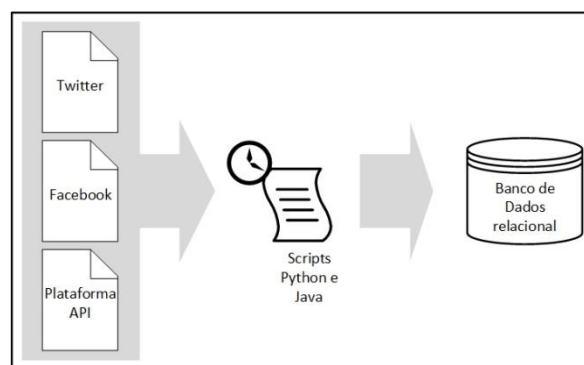 Twitter
Facebook
Plataforma
API
Scripts
Python e
Java
Banco de
Dados
relacional